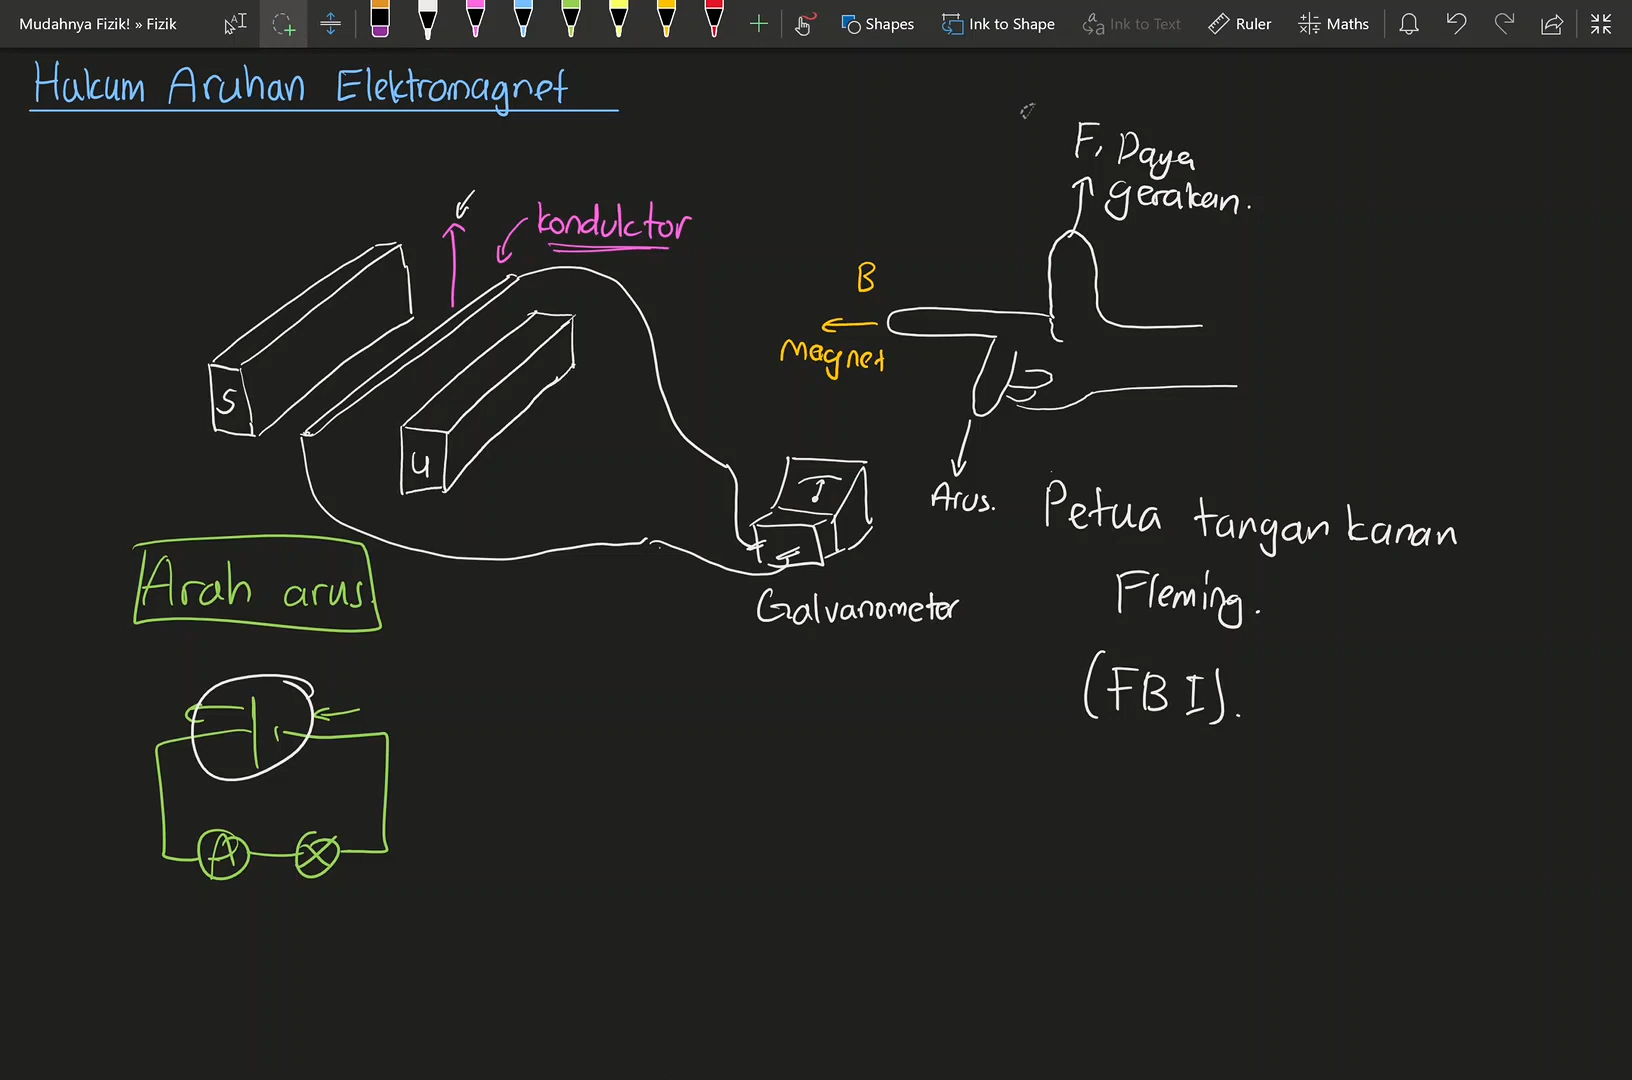 Mudahnya Fizik! » Fizik
Shapes
Ink to Shape
Ink to Text
Ruler
Maths
Hukum Aruhan Elektromagnet
F, Daya
gerakan.
konduktor
B
Magnet
S
U
Arus.
Petua tangan kanan
Fleming.
(FBI).
Galvanometer
Arah arus.
A